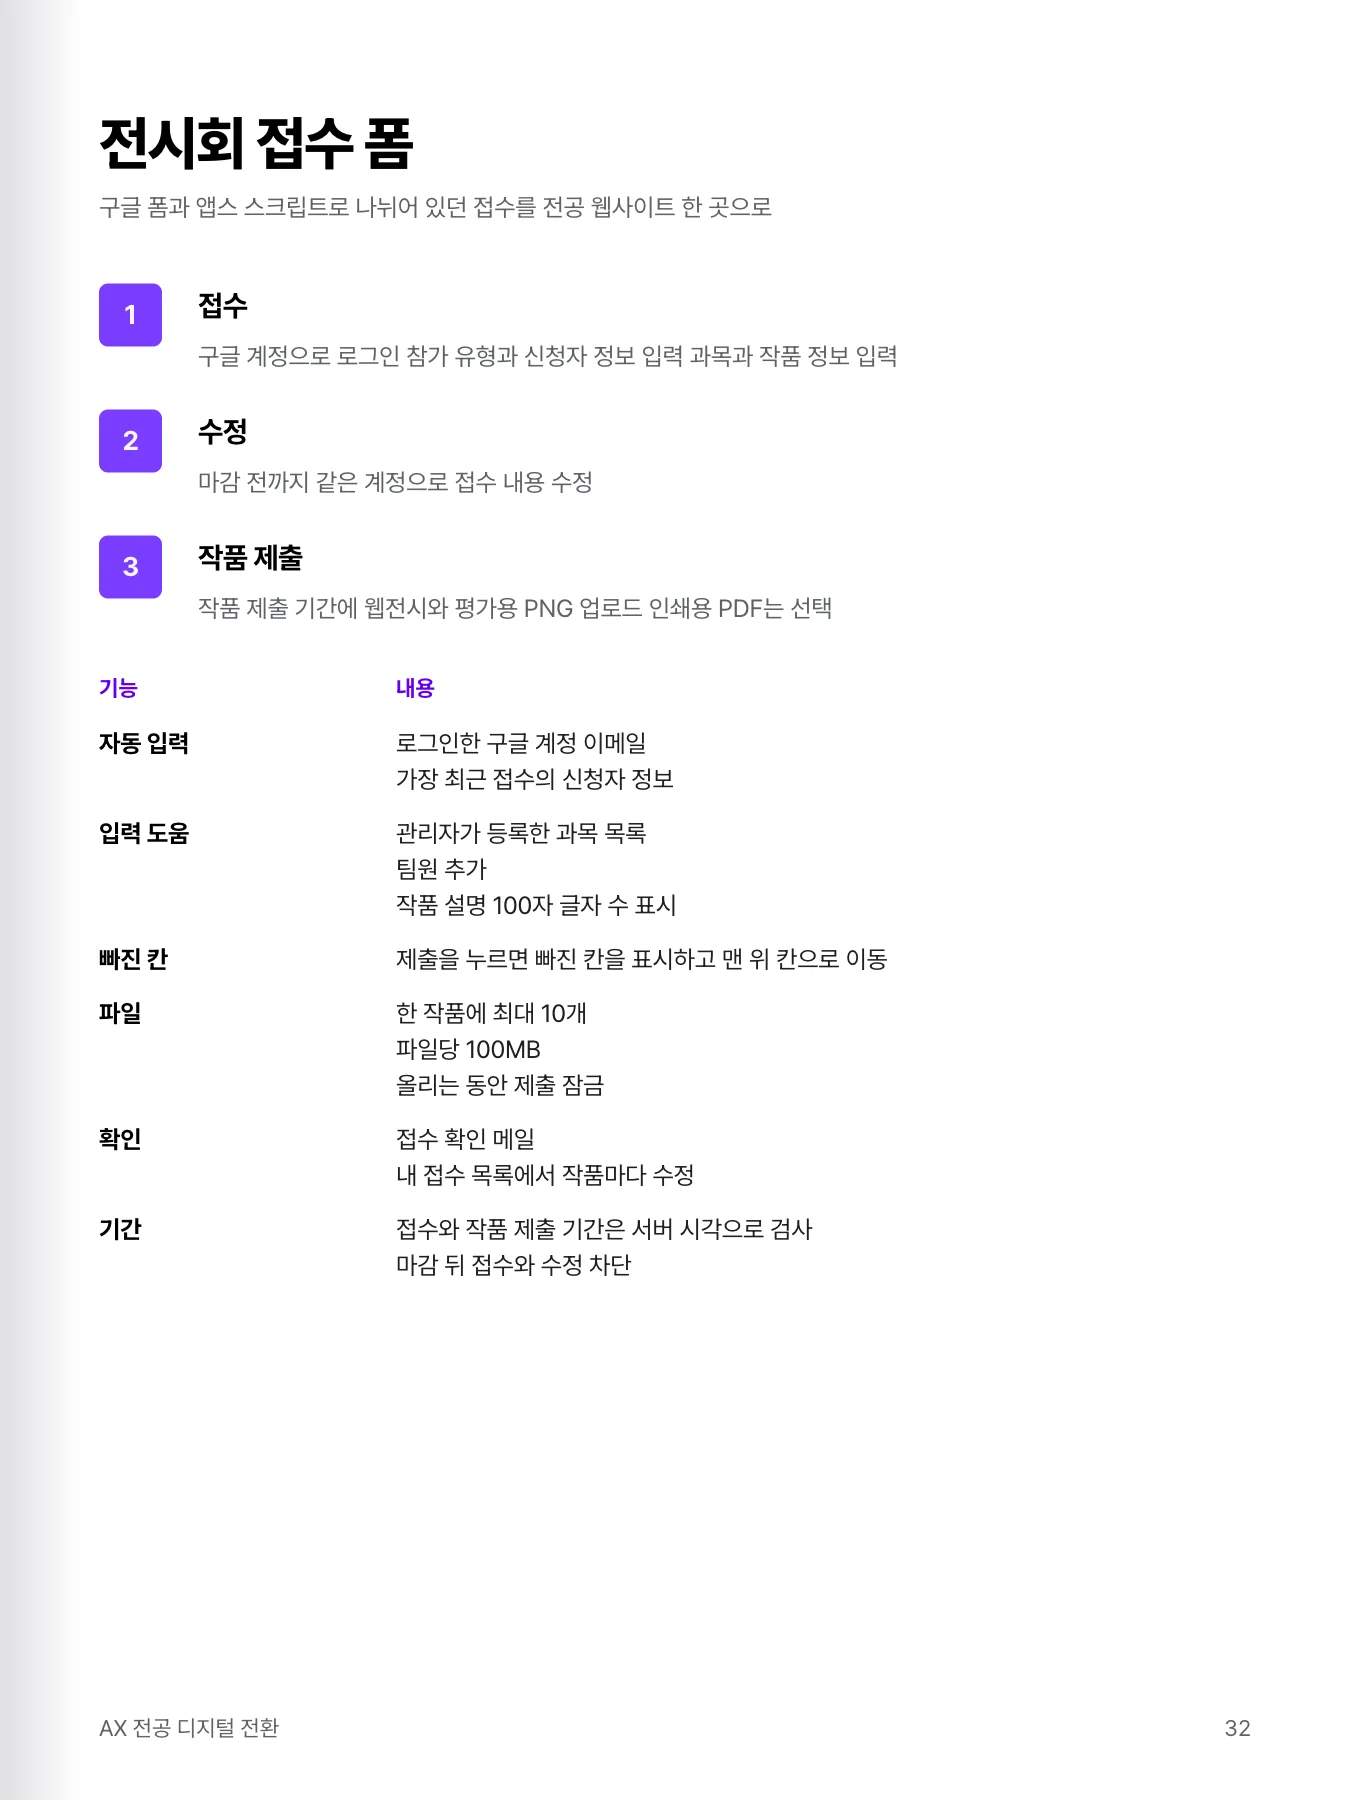 전시회 접수 폼
구글 폼과 앱스 스크립트로 나뉘어 있던 접수를 전공 웹사이트 한 곳으로
1
접수
구글 계정으로 로그인 참가 유형과 신청자 정보 입력 과목과 작품 정보 입력
2
수정
마감 전까지 같은 계정으로 접수 내용 수정
3
작품 제출
작품 제출 기간에 웹전시와 평가용 PNG 업로드 인쇄용 PDF는 선택
기능 내용
자동 입력 로그인한 구글 계정 이메일
가장 최근 접수의 신청자 정보
입력 도움 관리자가 등록한 과목 목록
팀원 추가
작품 설명 100자 글자 수 표시
빠진 칸 제출을 누르면 빠진 칸을 표시하고 맨 위 칸으로 이동
파일 한 작품에 최대 10개
파일당 100MB
올리는 동안 제출 잠금
확인 접수 확인 메일
내 접수 목록에서 작품마다 수정
기간 접수와 작품 제출 기간은 서버 시각으로 검사
마감 뒤 접수와 수정 차단
AX 전공 디지털 전환 32